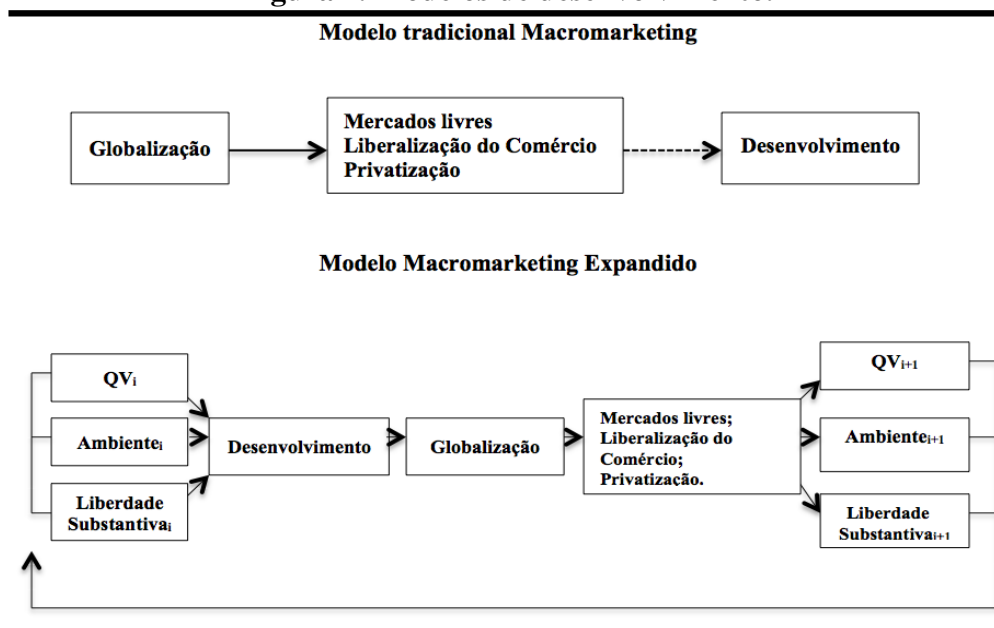 Modelo tradicional Macromarketing
Globalização
Mercados livres
Liberalização do Comércio
Privatização
Desenvolvimento
Modelo Macromarketing Expandido
QVi
Ambientei
Liberdade
Substantivai
Desenvolvimento
Globalização
Mercados livres;
Liberalização do
Comércio;
Privatização.
QVi+1
Ambientei+1
Liberdade
Substantivai+1